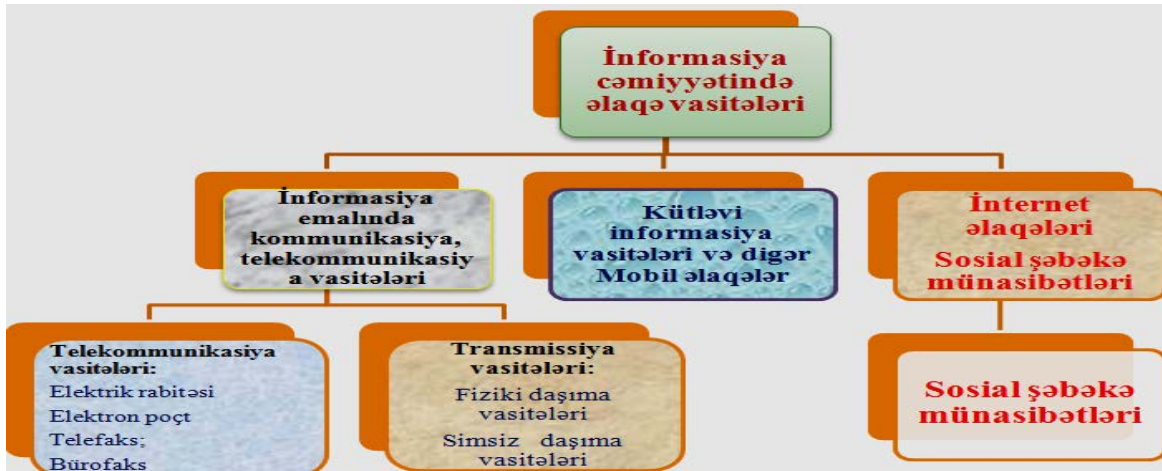 İnformasiya
cəmiyyətində
əlaqə vasitələri
İnformasiya
emalında
kommunikasiya,
telekommunikasiy
a vasitələri
Kütləvi
informasiya
vasitələri və digər
Mobil əlaqələr
İnternet
əlaqələri
Sosial şəbəkə
münasibətləri
Telekommunikasiya
vasitələri:
Elektrik rabitəsi
Elektron poçt
Telefaks;
Bürofaks
Transmissiya
vasitələri:
Fiziki daşıma
vasitələri
Simsiz daşıma
vasitələri
Sosial şəbəkə
münasibətləri